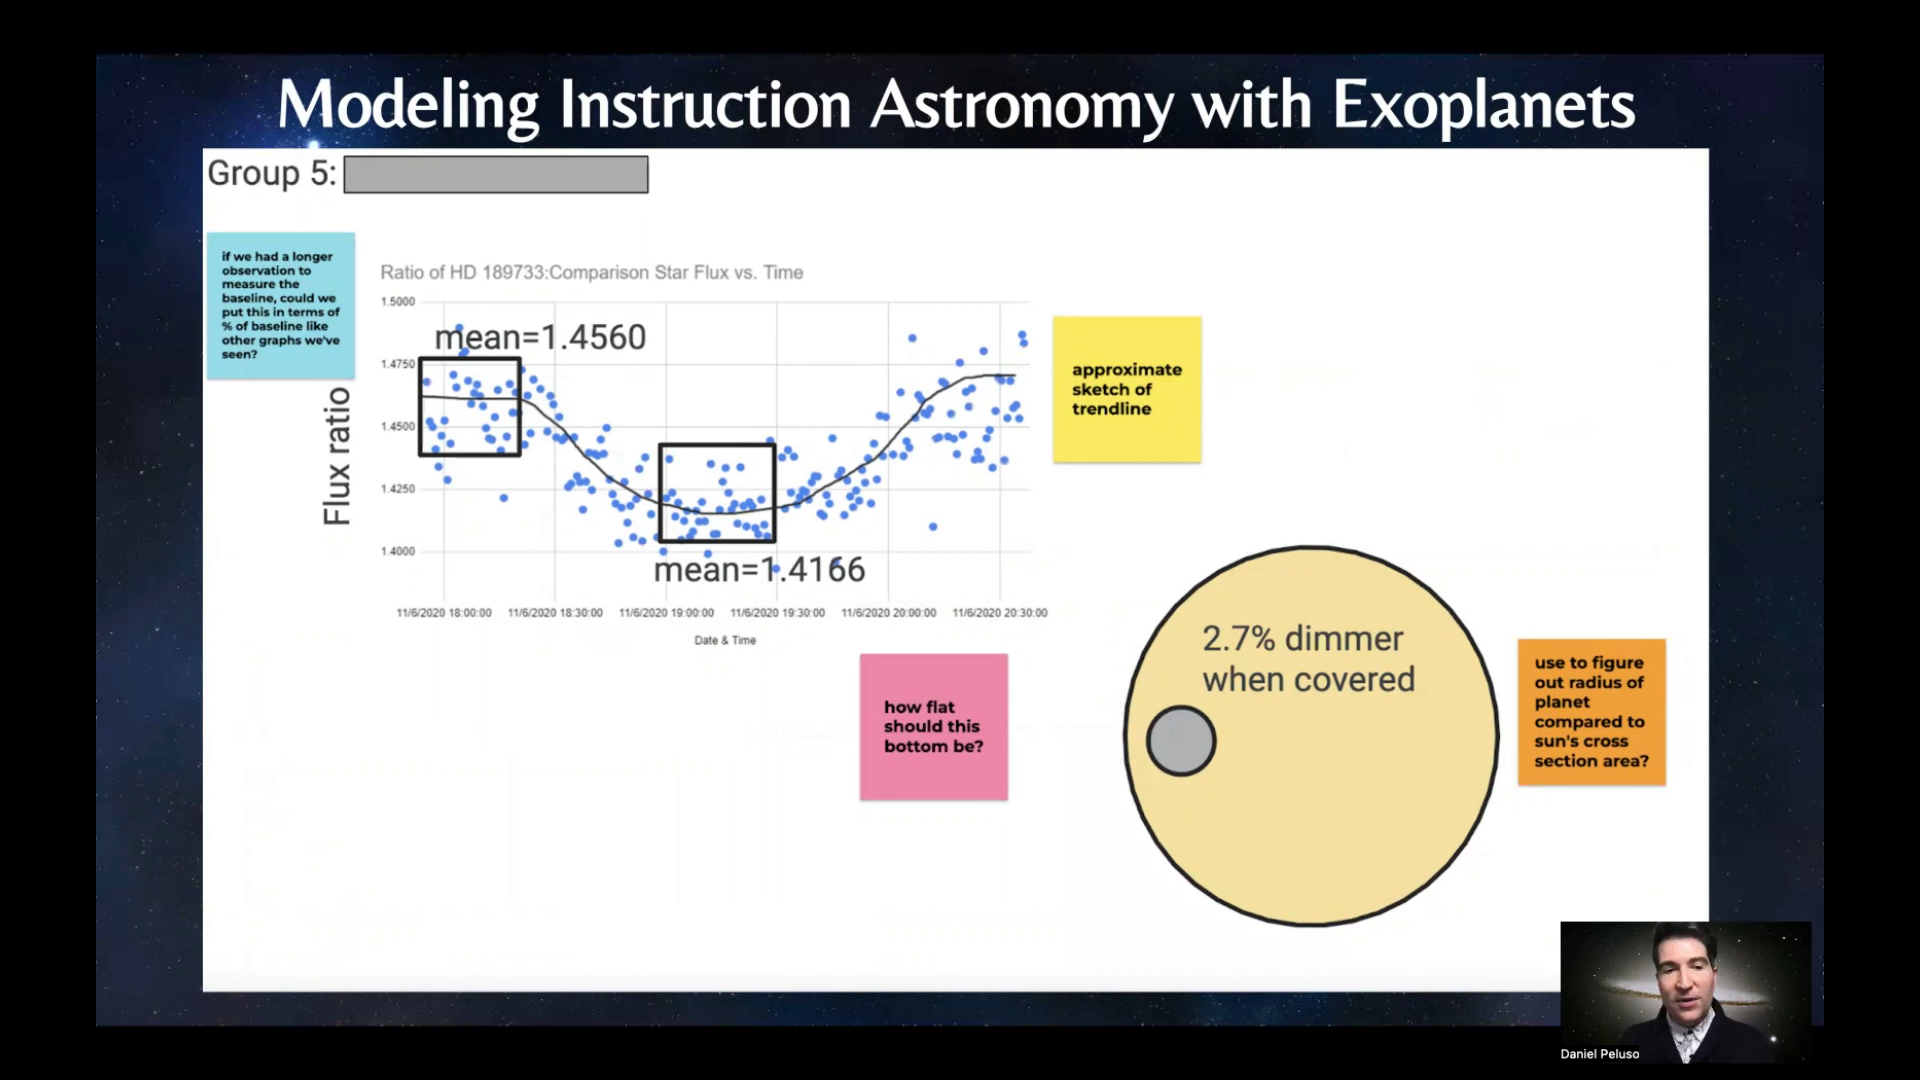 Modeling Instruction Astronomy with Exoplanets
Group 5:
if we had a longer
observation to
measure the
baseline, could we
put this in terms of
% of baseline like
other graphs we've
seen?
Ratio of HD 189733:Comparison Star Flux vs. Time
1.5000
mean=1.4560
1.4750
1.4500
Flux ratio
1.4250
1.4000
mean=1.4166
11/6/2020 18:00:00
11/6/2020 18:30:00
11/6/2020 19:00:00
11/6/2020 19:30:00
11/6/2020 20:00:00
11/6/2020 20:30:00
Date & Time
approximate
sketch of
trendline
how flat
should this
bottom be?
2.7% dimmer
when covered
use to figure
out radius of
planet
compared to
sun's cross
section area?
Daniel Peluso